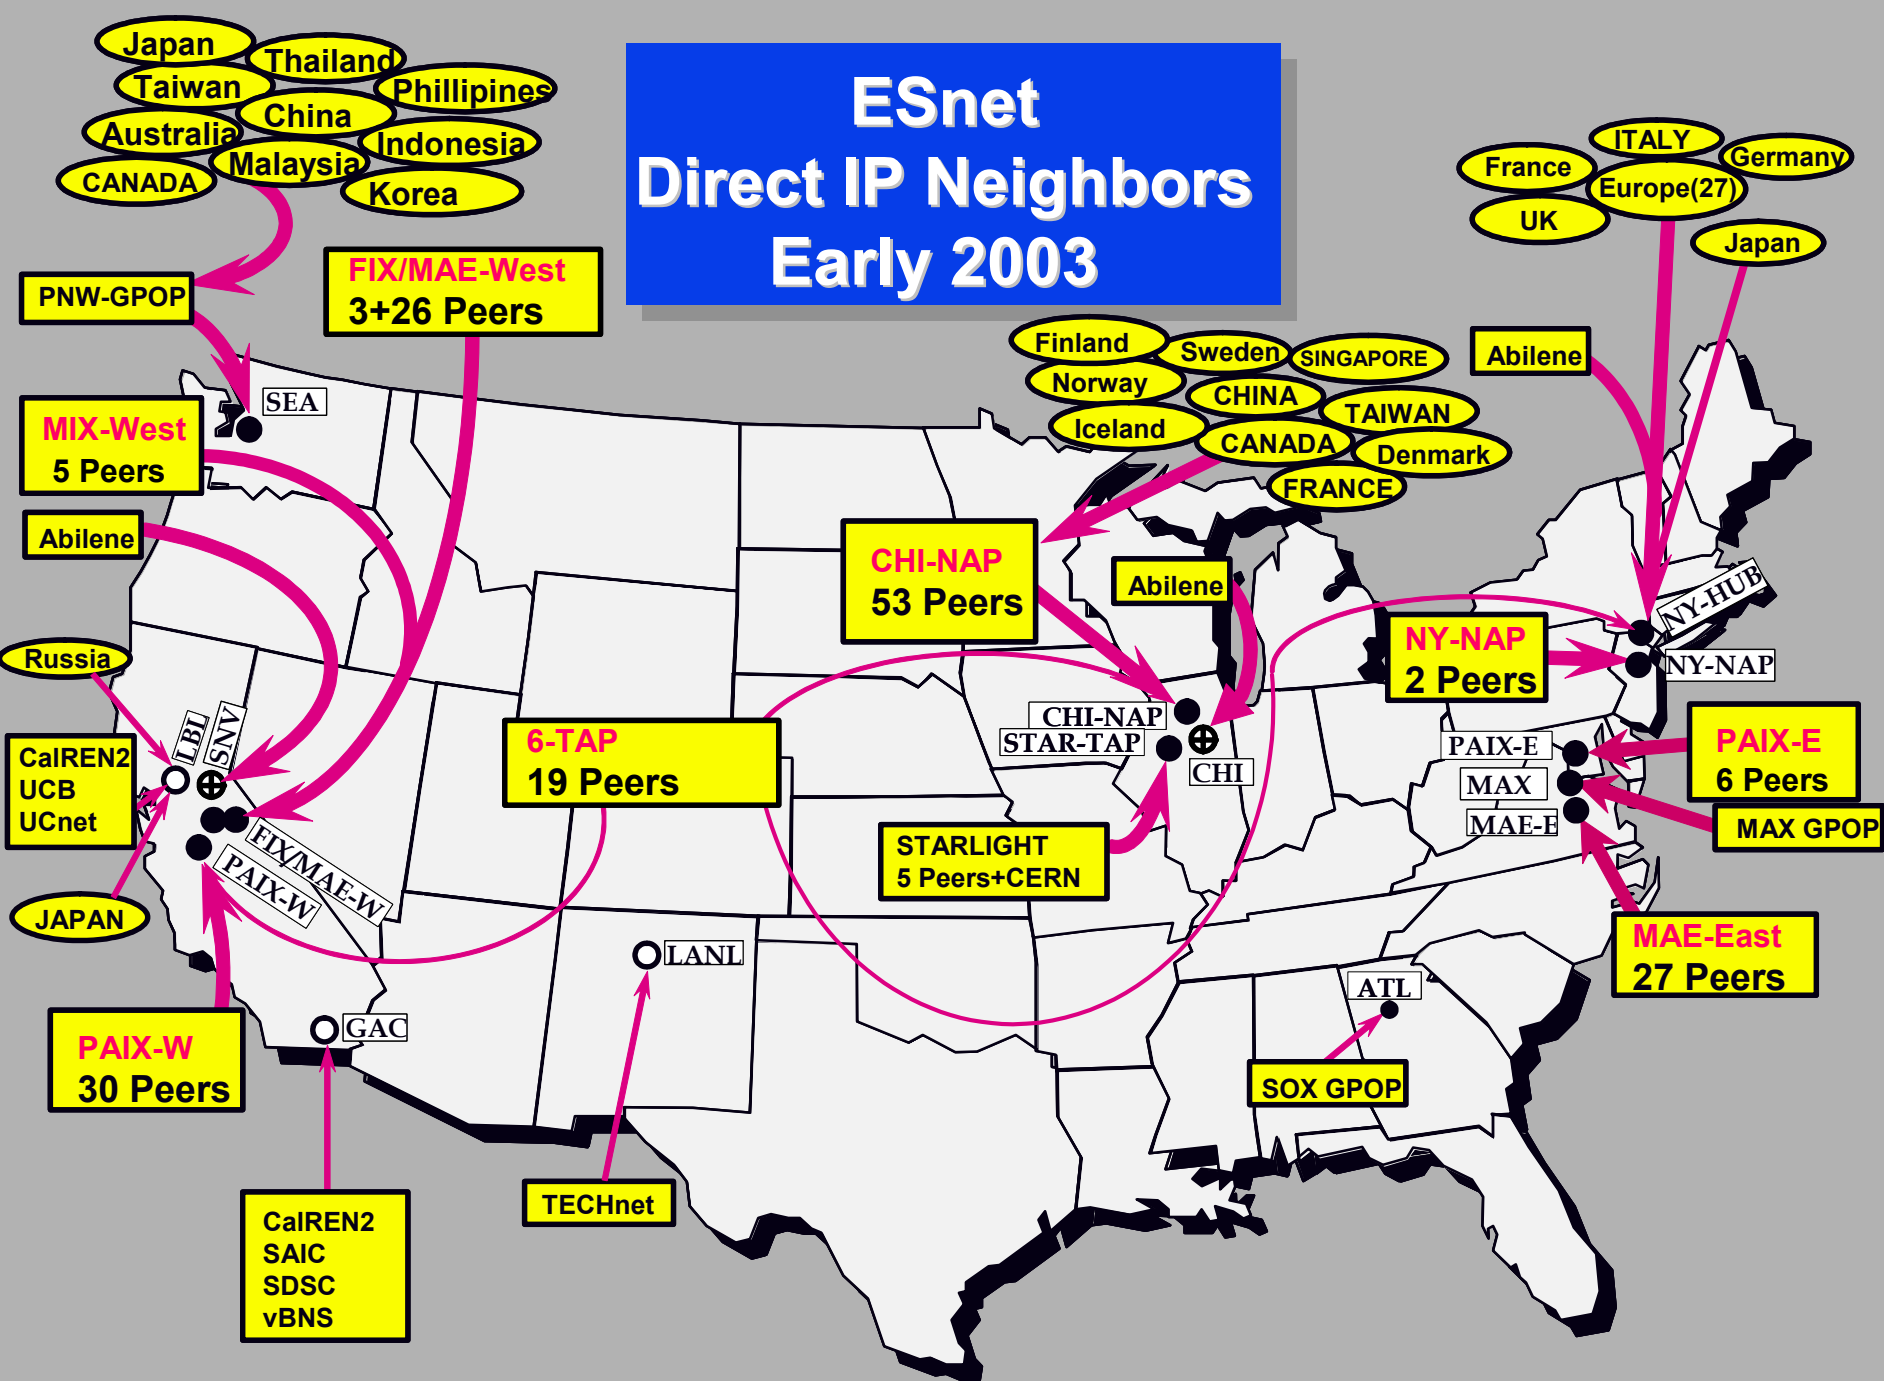 ESnet
Direct IP Neighbors
Early 2003
Japan
Thailand
Taiwan
Phillipines
China
Australia
Indonesia
Malaysia
CANADA
Korea
PNW-GPOP
FIX/MAE-West
3+26 Peers
SEA
MIX-West
5 Peers
Abilene
Russia
LBL
SNV
CalREN2
UCB
UCnet
FIX/MAE-W
PAIX-W
JAPAN
PAIX-W
30 Peers
GAC
CalREN2
SAIC
SDSC
vBNS
6-TAP
19 Peers
LANL
TECHnet
Finland
Sweden
SINGAPORE
Norway
CHINA
TAIWAN
Iceland
CANADA
Denmark
FRANCE
CHI-NAP
53 Peers
Abilene
CHI-NAP
STAR-TAP
CHI
STARLIGHT
5 Peers+CERN
ITALY
France
Germany
Europe(27)
UK
Japan
Abilene
NY-HUB
NY-NAP
2 Peers
NY-NAP
PAIX-E
MAX
MAE-E
PAIX-E
6 Peers
MAX GPOP
MAE-East
27 Peers
ATL
SOX GPOP